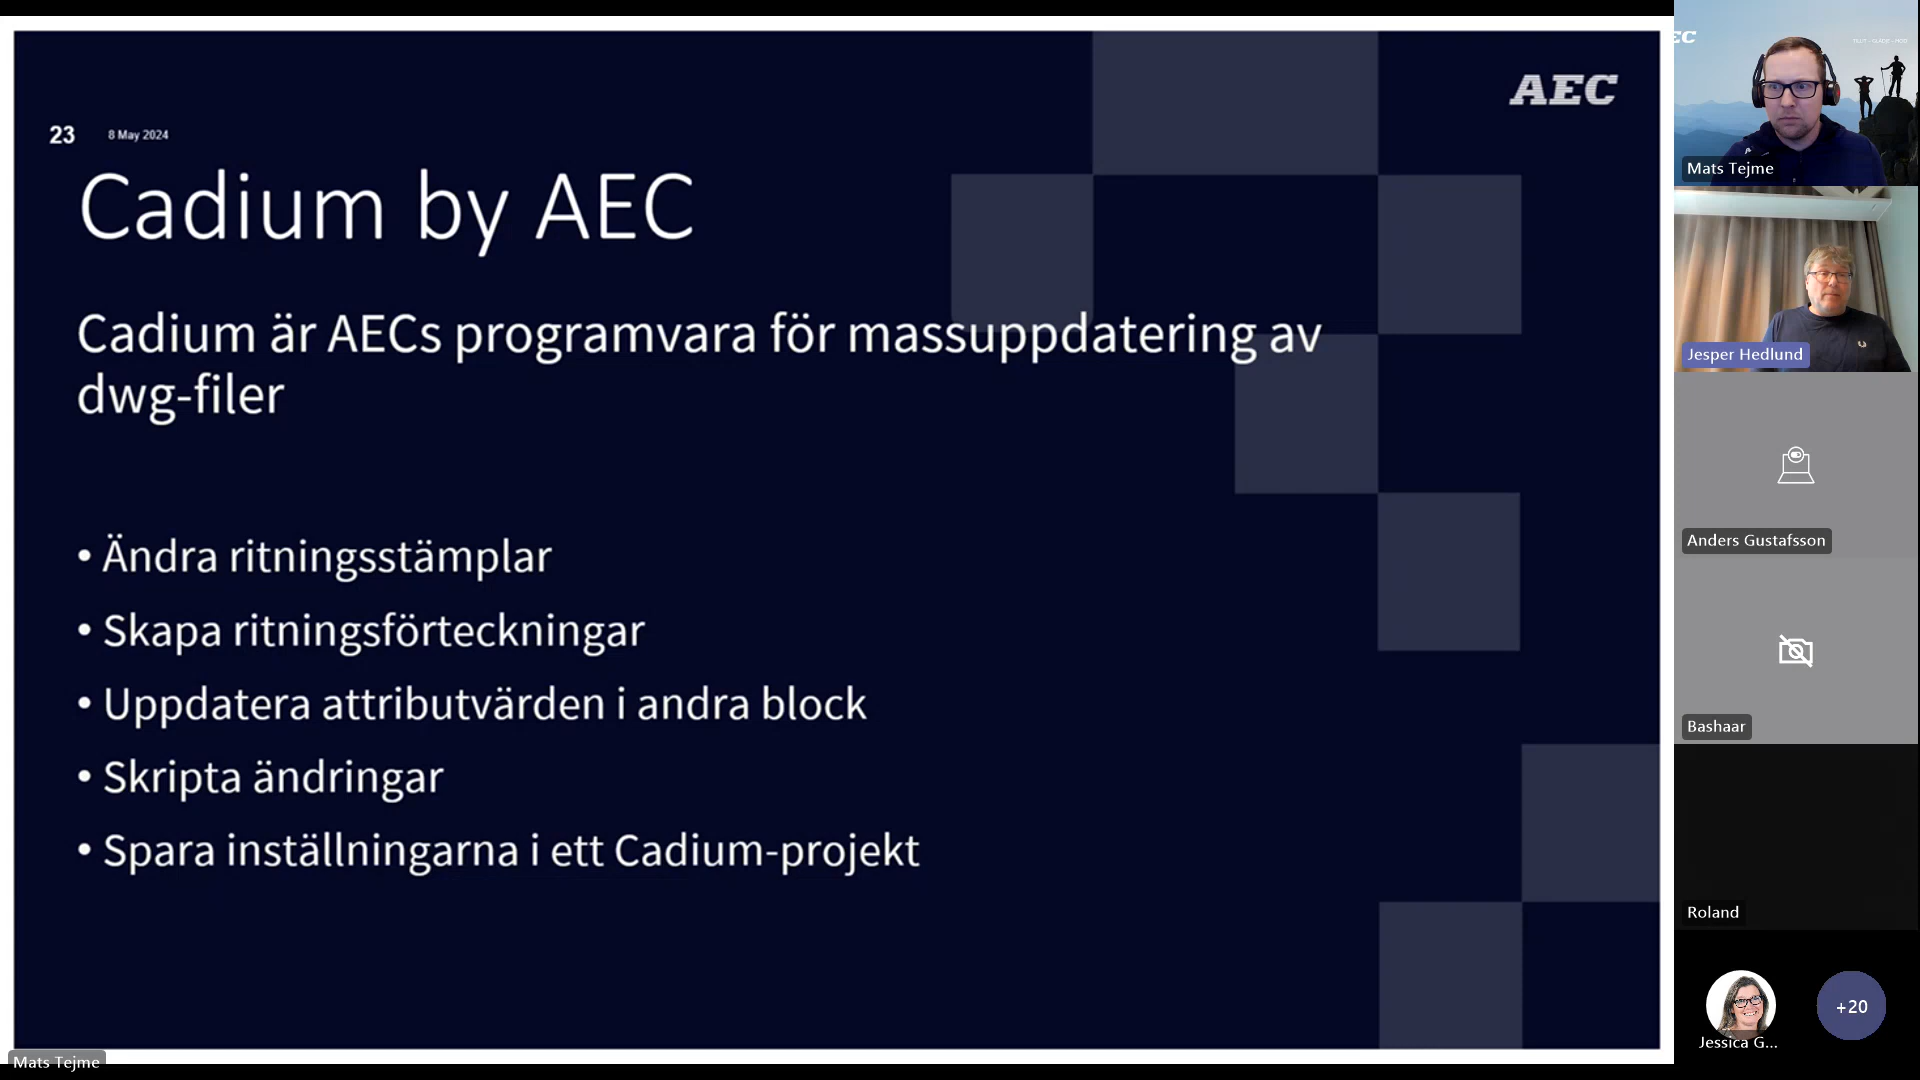 AEC
23 8 May 2024
Cadium by AEC
Cadium är AECs programvara för massuppdatering av
dwg-filer
• Ändra ritningsstämplar
• Skapa ritningsförteckningar
• Uppdatera attributvärden i andra block
• Skripta ändringar
• Spara inställningarna i ett Cadium-projekt
Mats Tejme
EC
Mats Tejme
Jesper Hedlund
Anders Gustafsson
Bashaar
Roland
Jessica G...
+20